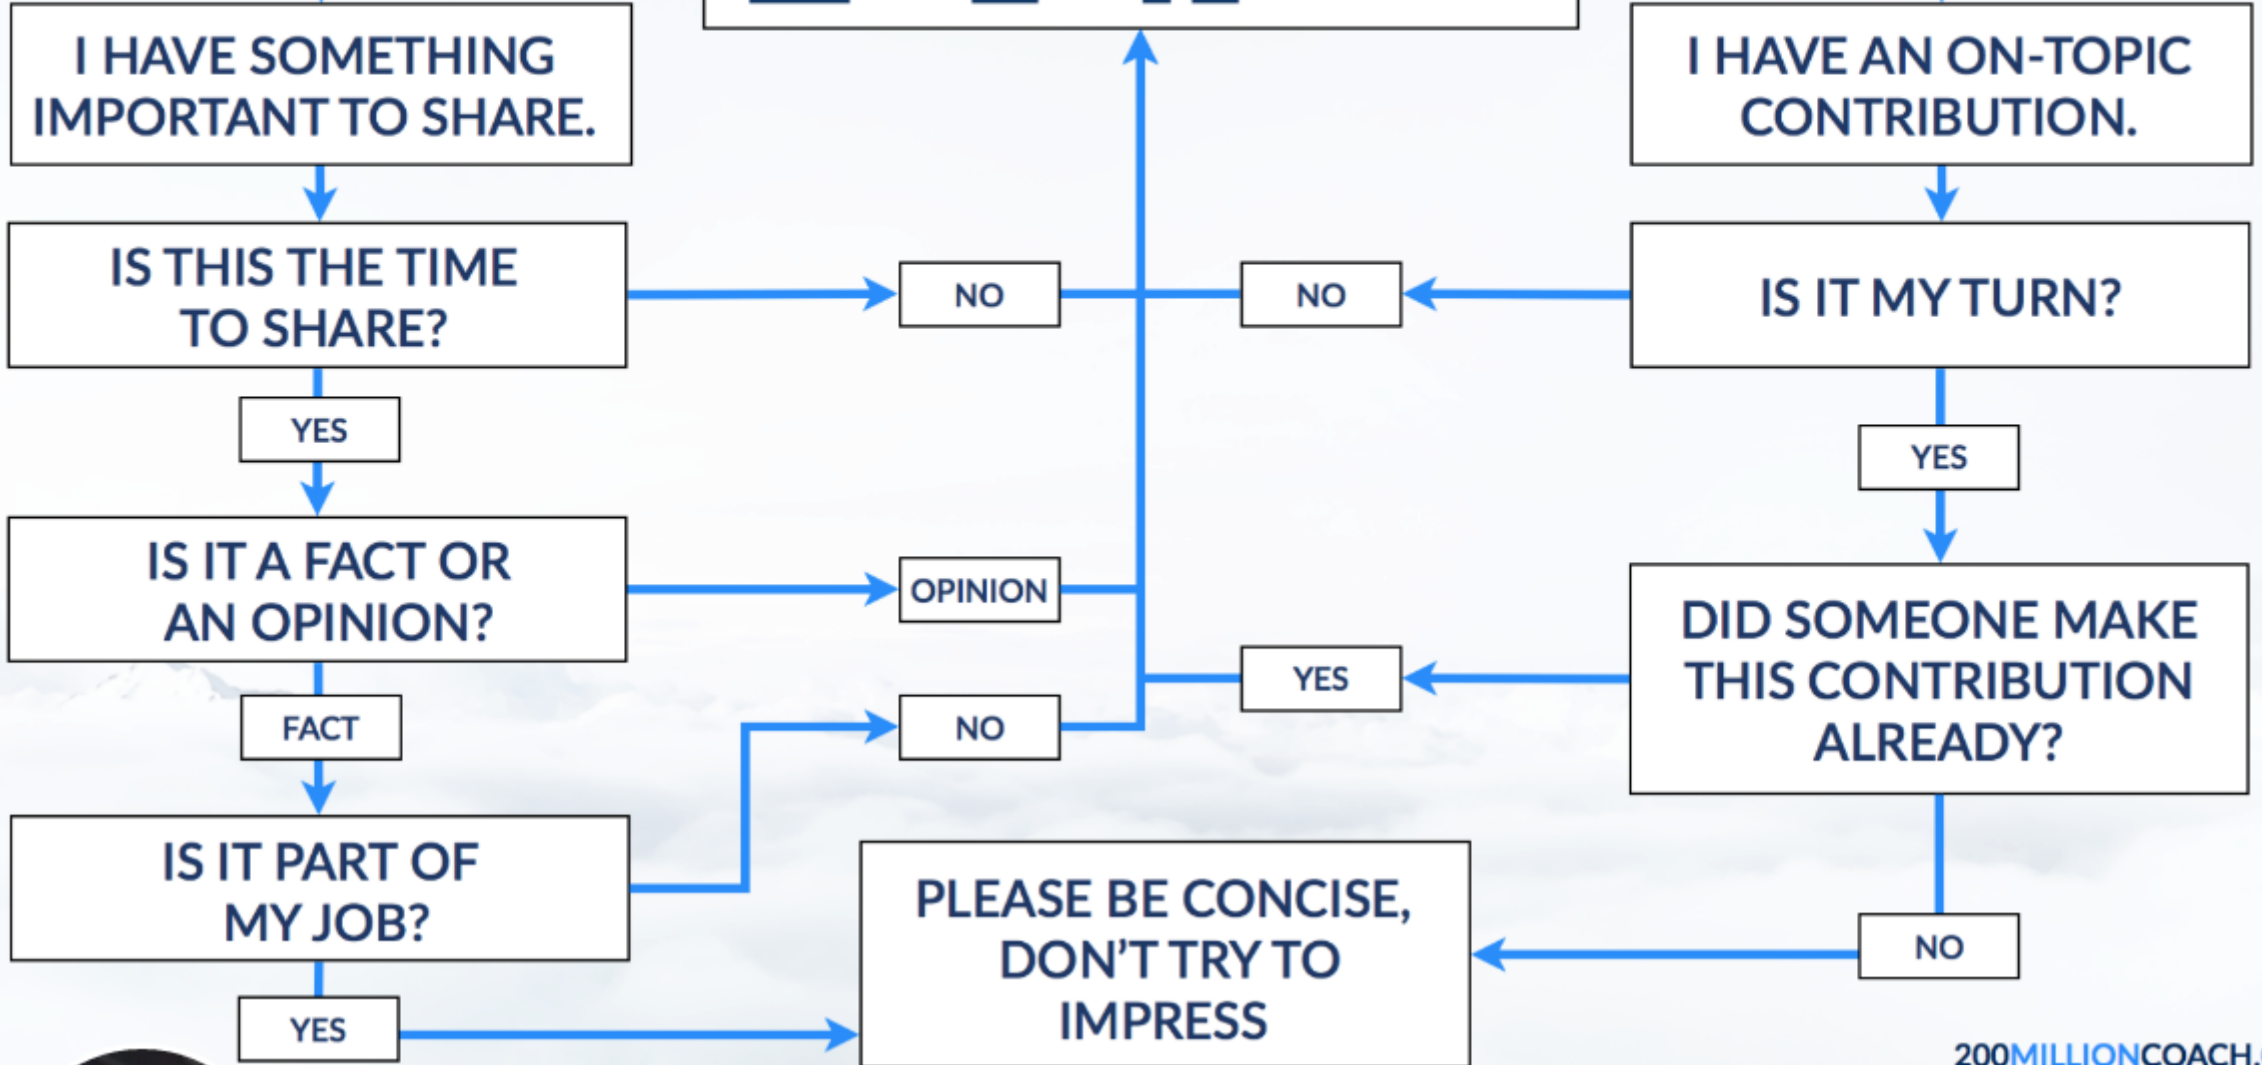 I HAVE SOMETHING
IMPORTANT TO SHARE.
I HAVE AN ON-TOPIC
CONTRIBUTION.
IS THIS THE TIME
TO SHARE?
NO
NO
IS IT MY TURN?
YES
YES
IS IT A FACT OR
AN OPINION?
OPINION
DID SOMEONE MAKE
THIS CONTRIBUTION
ALREADY?
YES
FACT
NO
IS IT PART OF
MY JOB?
PLEASE BE CONCISE,
DON'T TRY TO
IMPRESS
NO
YES
200MILLIONCOACH.